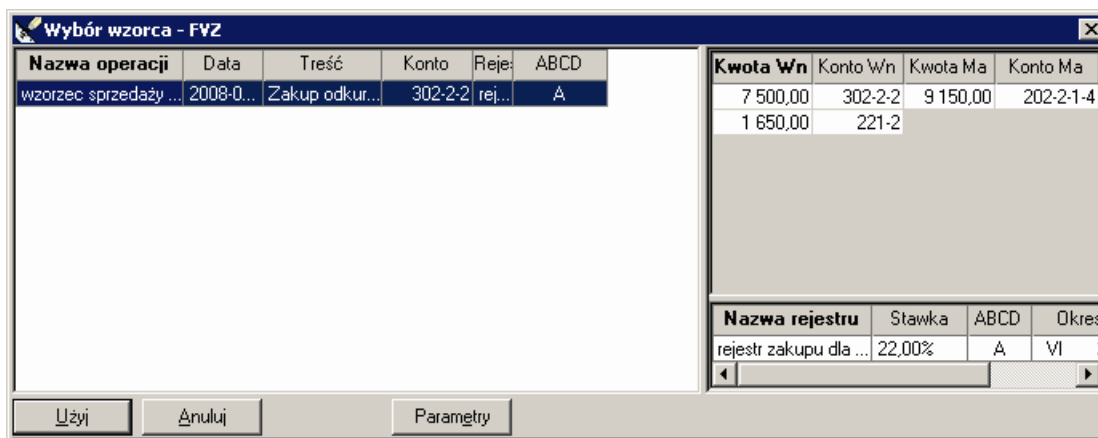 Wybór wzorca - FVZ
Nazwa operacji Data Treść Konto Reje: ABCD
wzorzec sprzedaży ... 2008-0... Zakup odkur... 302-2-2 rej... A
Kwota Wn Konto Wn Kwota Ma Konto Ma
7 500,00 302-2-2 9 150,00 202-2-1-4
1 650,00 221-2
Nazwa rejestru Stawka ABCD Okres
rejestr zakupu dla ... 22,00% A VI
Użyj Anuluj Parametry